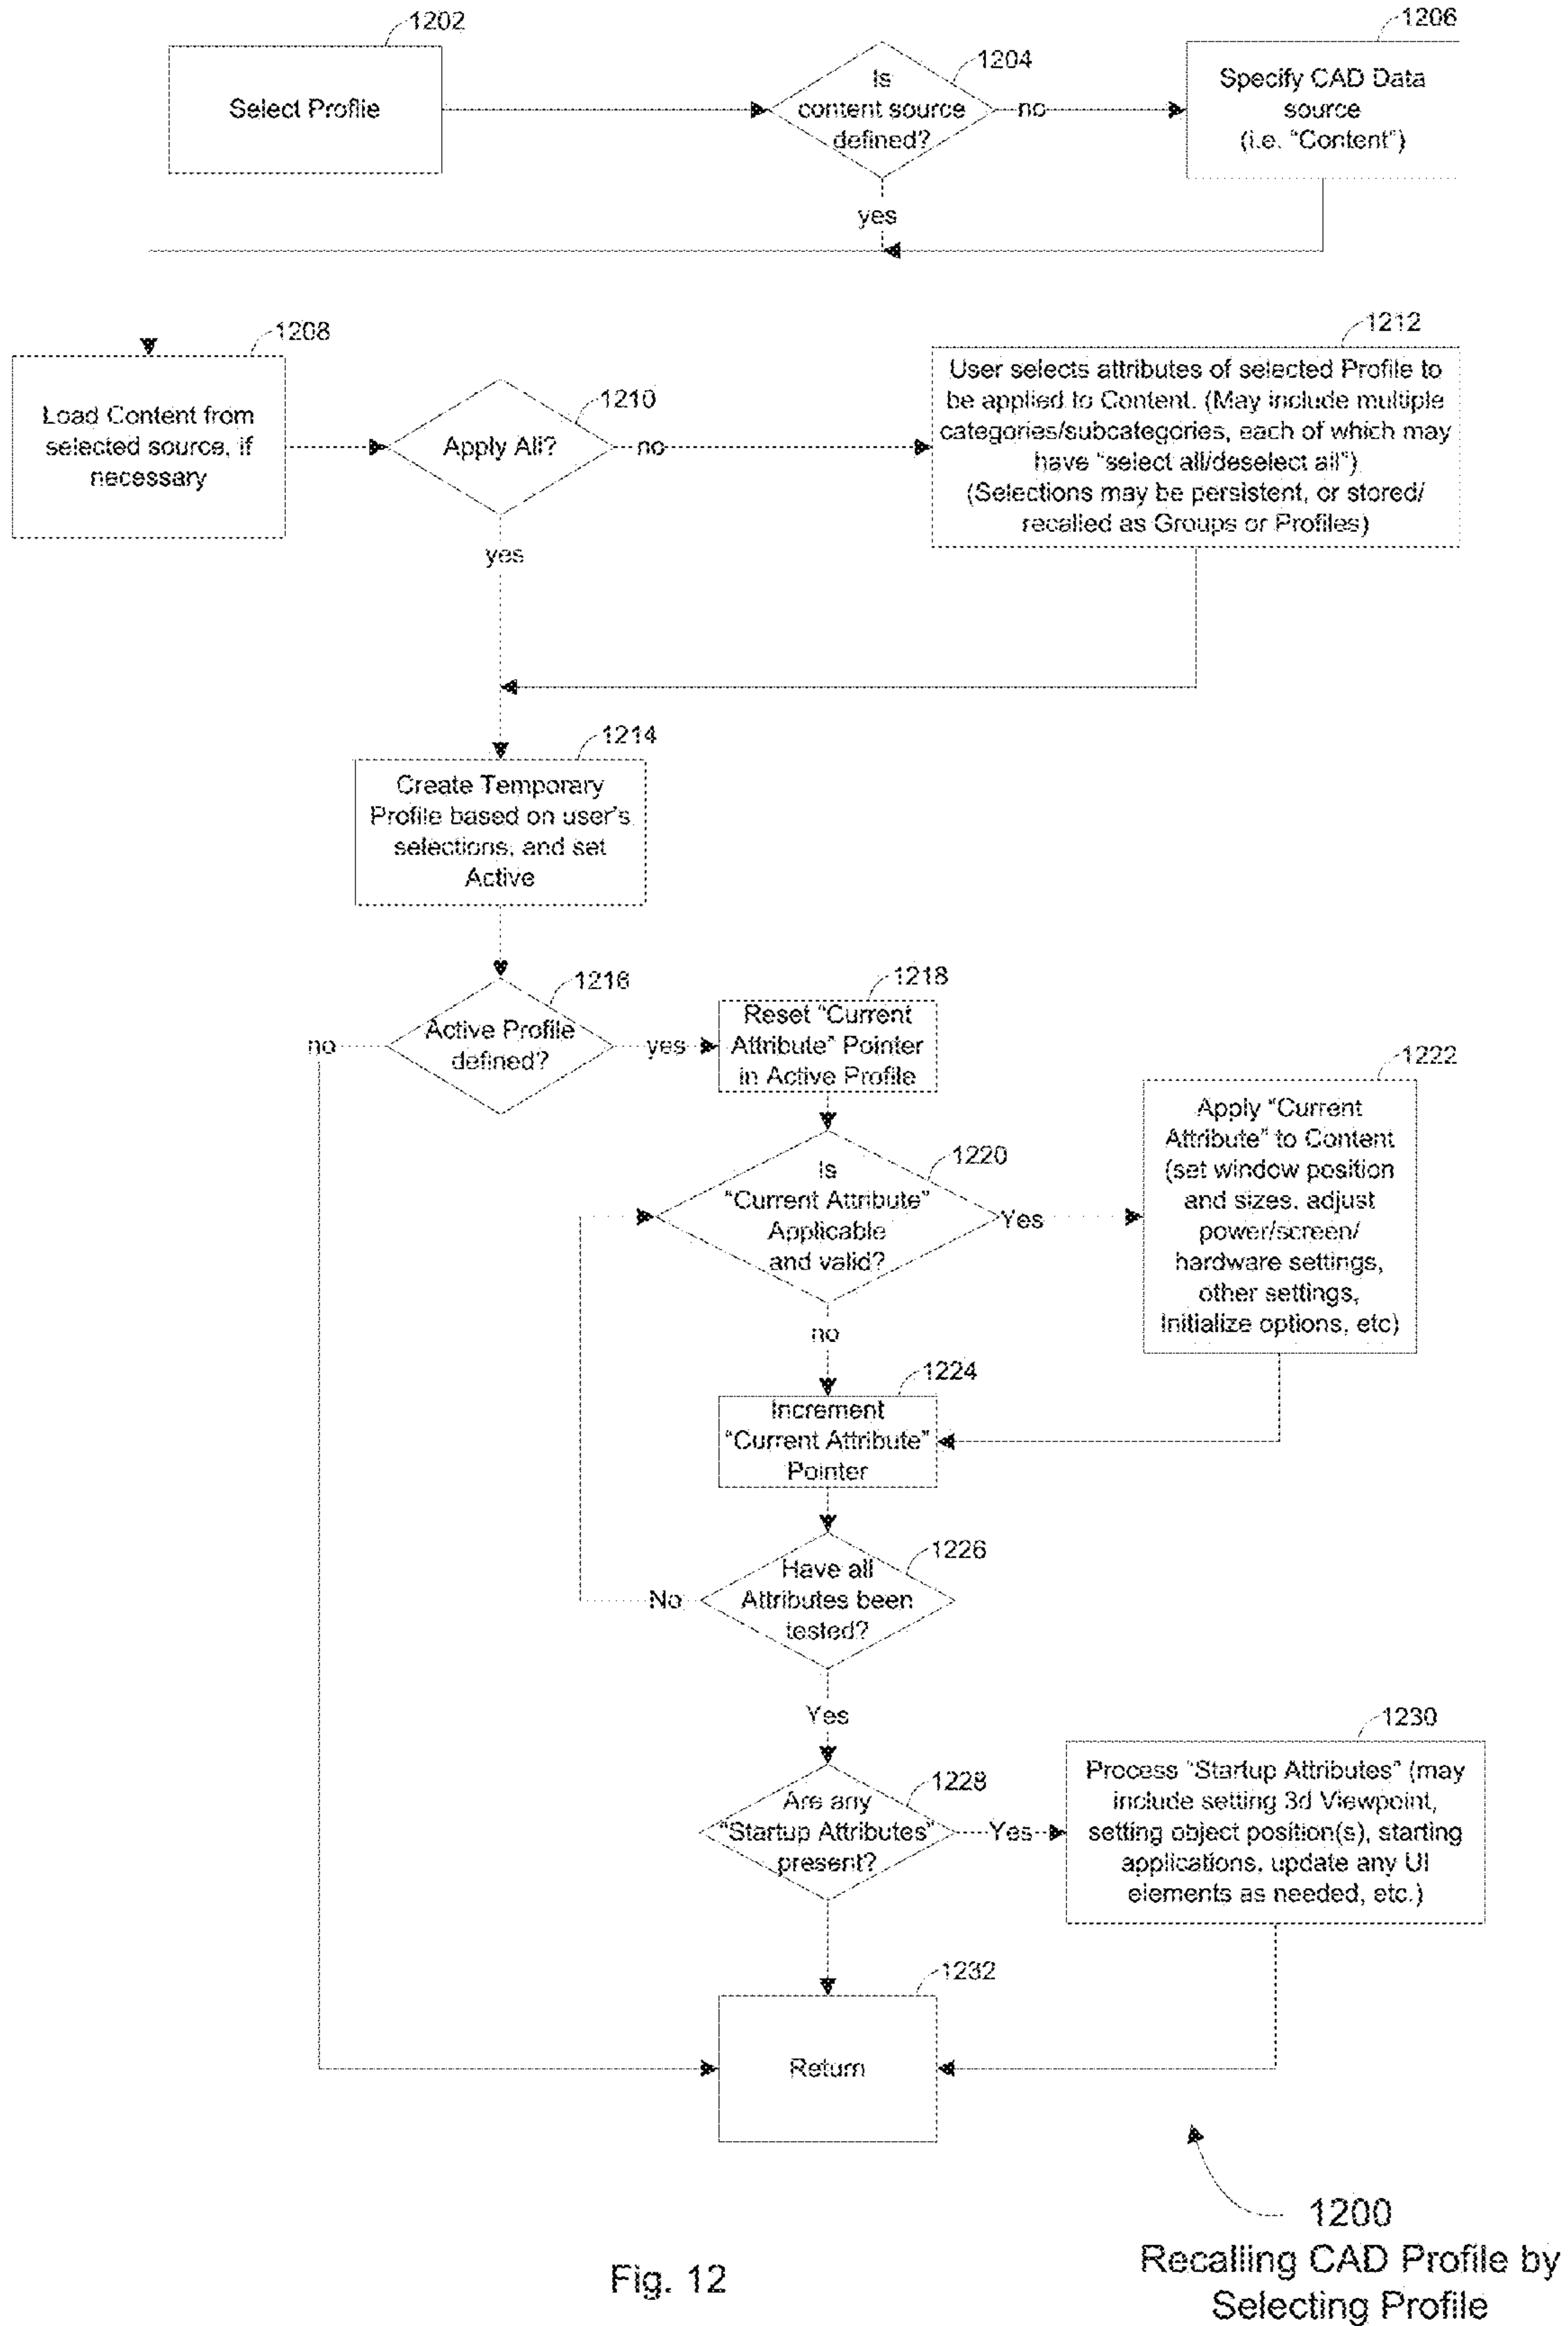 1202
Select Profile
1204
Is
content source
defined?
no
yes
1206
Specify CAD Data
source
(i.e. “Content”)
1208
Load Content from
selected source, if
necessary
1210
Apply All?
no
yes
1212
User selects attributes of selected Profile to
be applied to Content. (May include multiple
categories/subcategories, each of which may
have “select all/deselect all”)
(Selections may be persistent, or stored/
recalled as Groups or Profiles)
1214
Create Temporary
Profile based on user’s
selections, and set
Active
1216
Active Profile
defined?
no
yes
1218
Reset “Current
Attribute” Pointer
in Active Profile
1220
Is
“Current Attribute”
Applicable
and valid?
Yes
no
1222
Apply “Current
Attribute” to Content
(set window position
and sizes, adjust
power/screen/
hardware settings,
other settings,
Initialize options, etc)
1224
Increment
“Current Attribute”
Pointer
1226
Have all
Attributes been
tested?
No
Yes
1228
Are any
“Startup Attributes”
present?
Yes
1230
Process “Startup Attributes” (may
include setting 3d Viewpoint,
setting object position(s), starting
applications, update any UI
elements as needed, etc.)
1232
Return
1200
Recalling CAD Profile by
Selecting Profile
Fig. 12